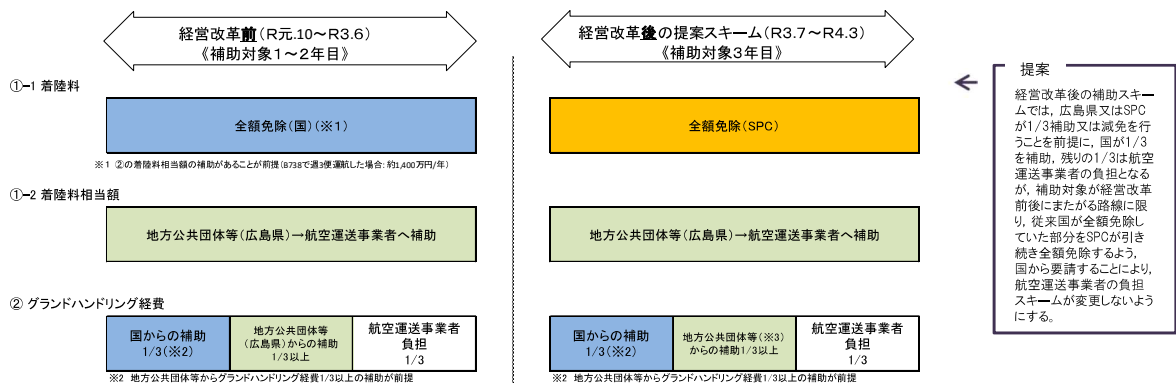 経営改革前(R元.10～R3.6)
《補助対象1～2年目》
経営改革後の提案スキーム(R3.7～R4.3)
《補助対象3年目》
①-1 着陸料
全額免除(国)(※1)
全額免除(SPC)
※1 ②の着陸料相当額の補助があることが前提(B738で週3便運航した場合: 約1,400万円/年)
①-2 着陸料相当額
地方公共団体等(広島県)→航空運送事業者へ補助
地方公共団体等(広島県)→航空運送事業者へ補助
② グランドハンドリング経費
国からの補助
1/3(※2)
地方公共団体等
(広島県)からの補助
1/3以上
航空運送事業者
負担
1/3
国からの補助
1/3(※2)
地方公共団体等(※3)
からの補助1/3以上
航空運送事業者
負担
1/3
※2 地方公共団体等からグランドハンドリング経費1/3以上の補助が前提
※2 地方公共団体等からグランドハンドリング経費1/3以上の補助が前提
提案
経営改革後の補助スキー
ムでは, 広島県又はSPC
が1/3補助又は減免を行
うことを前提に, 国が1/3
を補助, 残りの1/3は航空
運送事業者の負担となる
が, 補助対象が経営改革
前後にまたがる路線に限
り, 従来国が全額免除し
ていた部分をSPCが引き
続き全額免除するよう,
国から要請することにより,
航空運送事業者の負担
スキームが変更しないよう
にする。